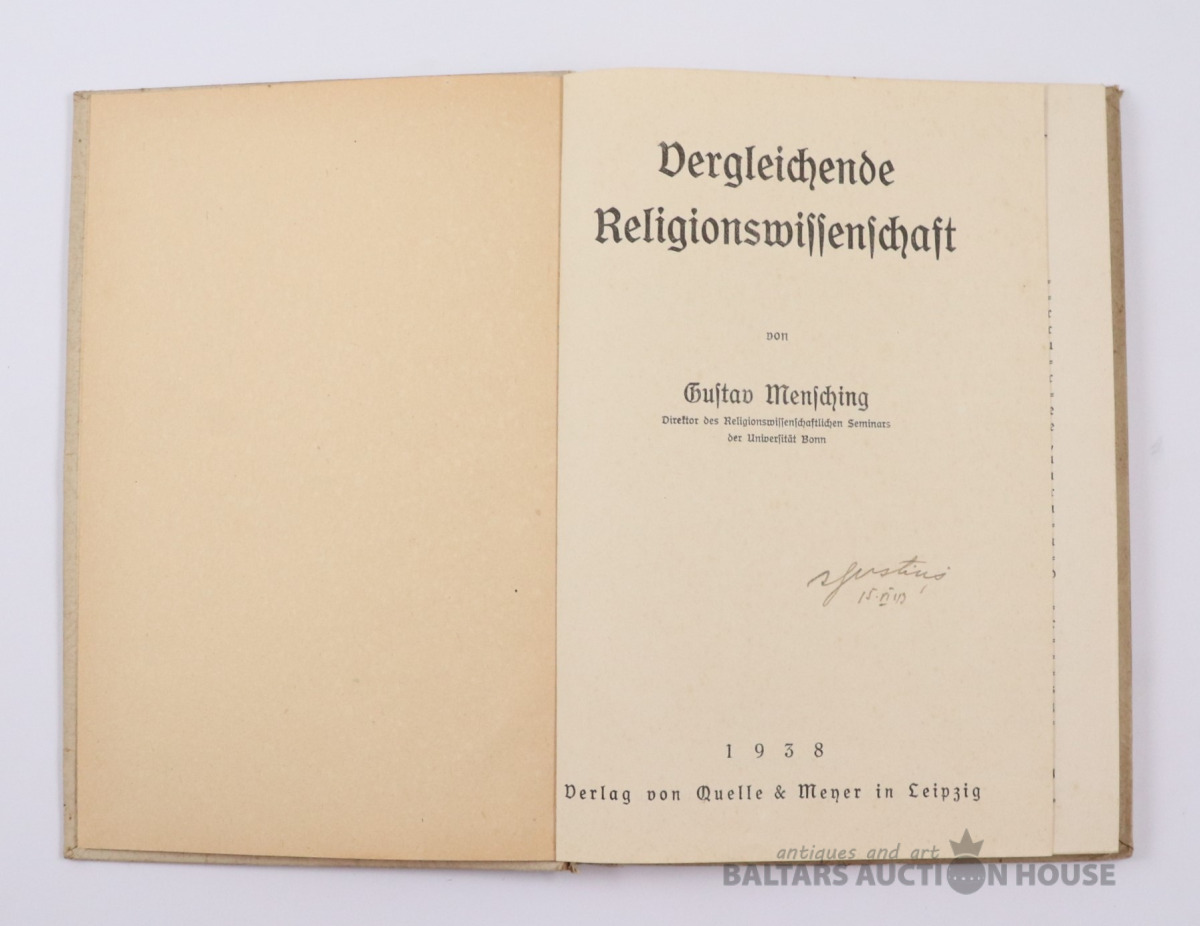 Vergleichende
Religionswissenschaft
von
Gustav Mensching
Direktor des Religionswissenschaftlichen Seminars
der Universität Bonn
1938
Verlag von Quelle & Meyer in Leipzig
antiques and art
BALTARS AUCTION HOUSE